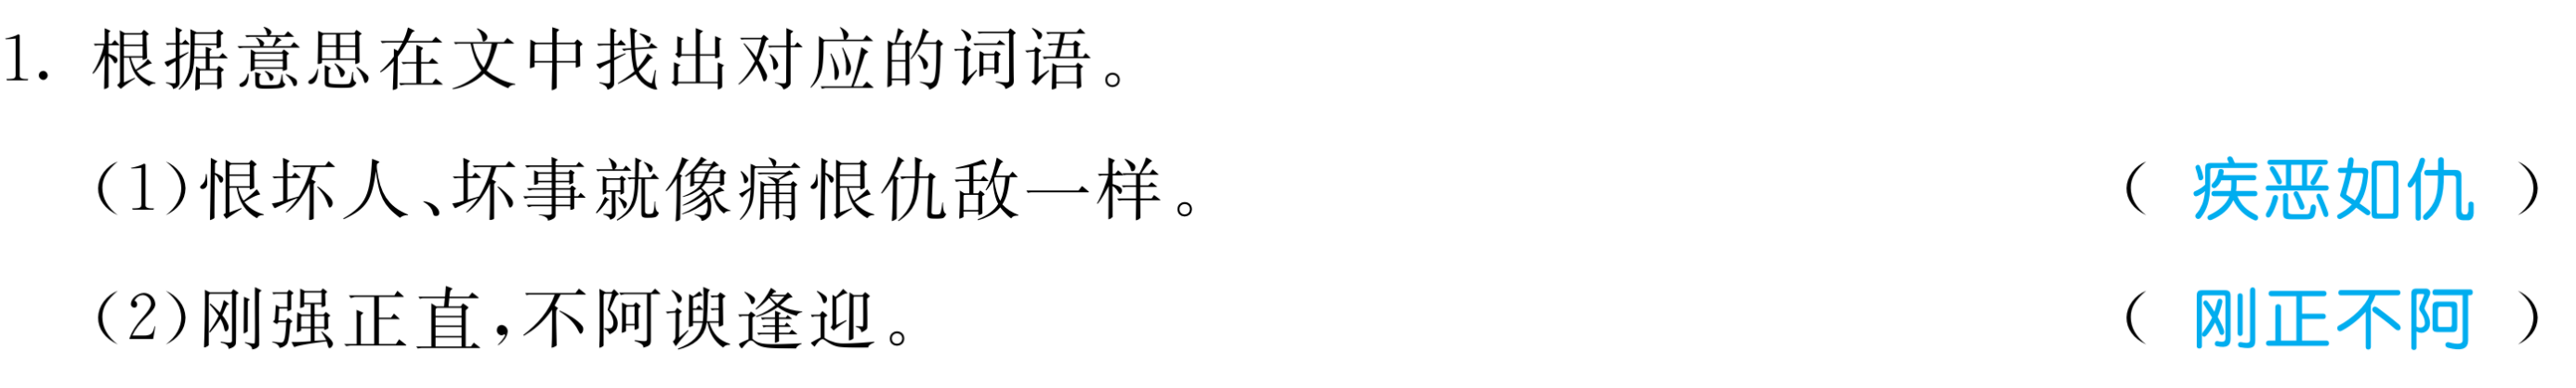 1. 根据意思在文中找出对应的词语。
(1)恨坏人、坏事就像痛恨仇敌一样。 ( 疾恶如仇 )
(2)刚强正直,不阿谀逢迎。 ( 刚正不阿 )